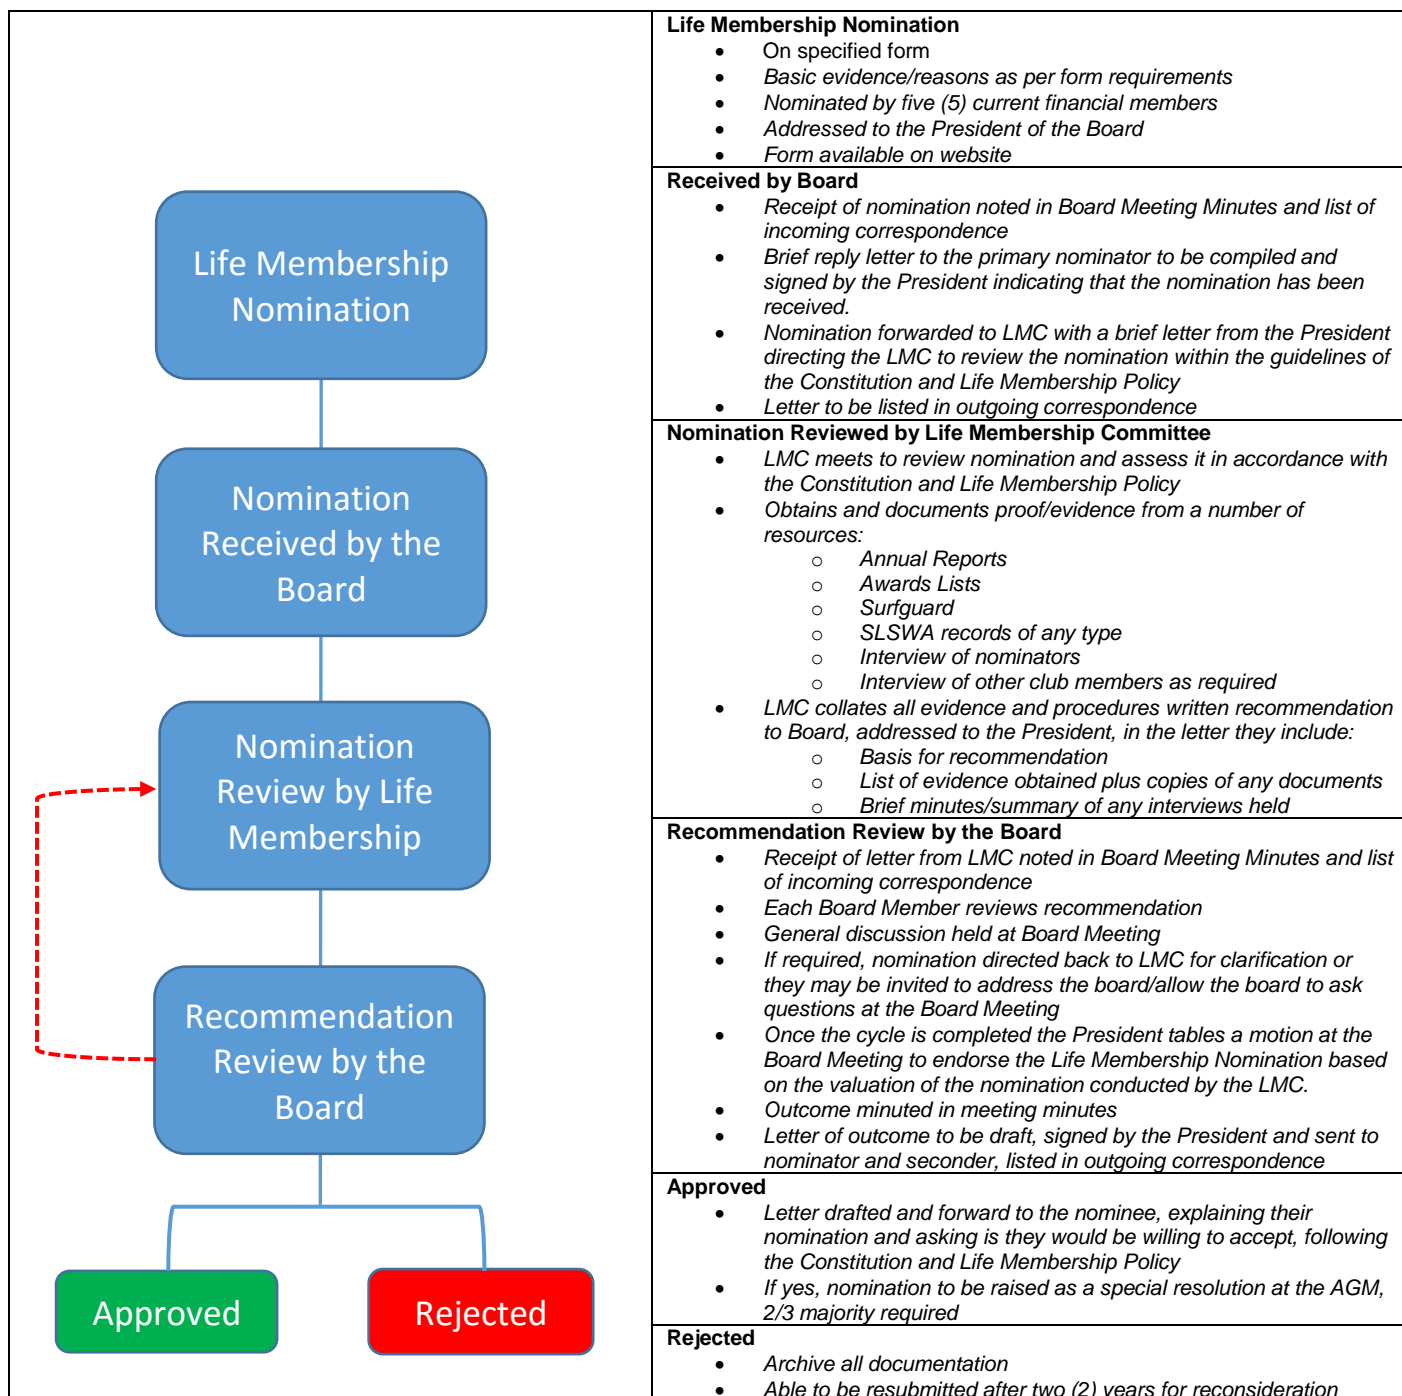 Life Membership
Nomination
Nomination
Received by the
Board
Nomination
Review by Life
Membership
Recommendation
Review by the
Board
Approved
Rejected
Life Membership Nomination
• On specified form
• Basic evidence/reasons as per form requirements
• Nominated by five (5) current financial members
• Addressed to the President of the Board
• Form available on website
Received by Board
• Receipt of nomination noted in Board Meeting Minutes and list of
incoming correspondence
• Brief reply letter to the primary nominator to be compiled and
signed by the President indicating that the nomination has been
received.
• Nomination forwarded to LMC with a brief letter from the President
directing the LMC to review the nomination within the guidelines of
the Constitution and Life Membership Policy
• Letter to be listed in outgoing correspondence
Nomination Reviewed by Life Membership Committee
• LMC meets to review nomination and assess it in accordance with
the Constitution and Life Membership Policy
• Obtains and documents proof/evidence from a number of
resources:
o Annual Reports
o Awards Lists
o Surfguard
o SLSWA records of any type
o Interview of nominators
o Interview of other club members as required
• LMC collates all evidence and procedures written recommendation
to Board, addressed to the President, in the letter they include:
o Basis for recommendation
o List of evidence obtained plus copies of any documents
o Brief minutes/summary of any interviews held
Recommendation Review by the Board
• Receipt of letter from LMC noted in Board Meeting Minutes and list
of incoming correspondence
• Each Board Member reviews recommendation
• General discussion held at Board Meeting
• If required, nomination directed back to LMC for clarification or
they may be invited to address the board/allow the board to ask
questions at the Board Meeting
• Once the cycle is completed the President tables a motion at the
Board Meeting to endorse the Life Membership Nomination based
on the valuation of the nomination conducted by the LMC.
• Outcome minuted in meeting minutes
• Letter of outcome to be draft, signed by the President and sent to
nominator and seconder, listed in outgoing correspondence
Approved
• Letter drafted and forward to the nominee, explaining their
nomination and asking is they would be willing to accept, following
the Constitution and Life Membership Policy
• If yes, nomination to be raised as a special resolution at the AGM,
2/3 majority required
Rejected
• Archive all documentation
• Able to be resubmitted after two (2) years for reconsideration